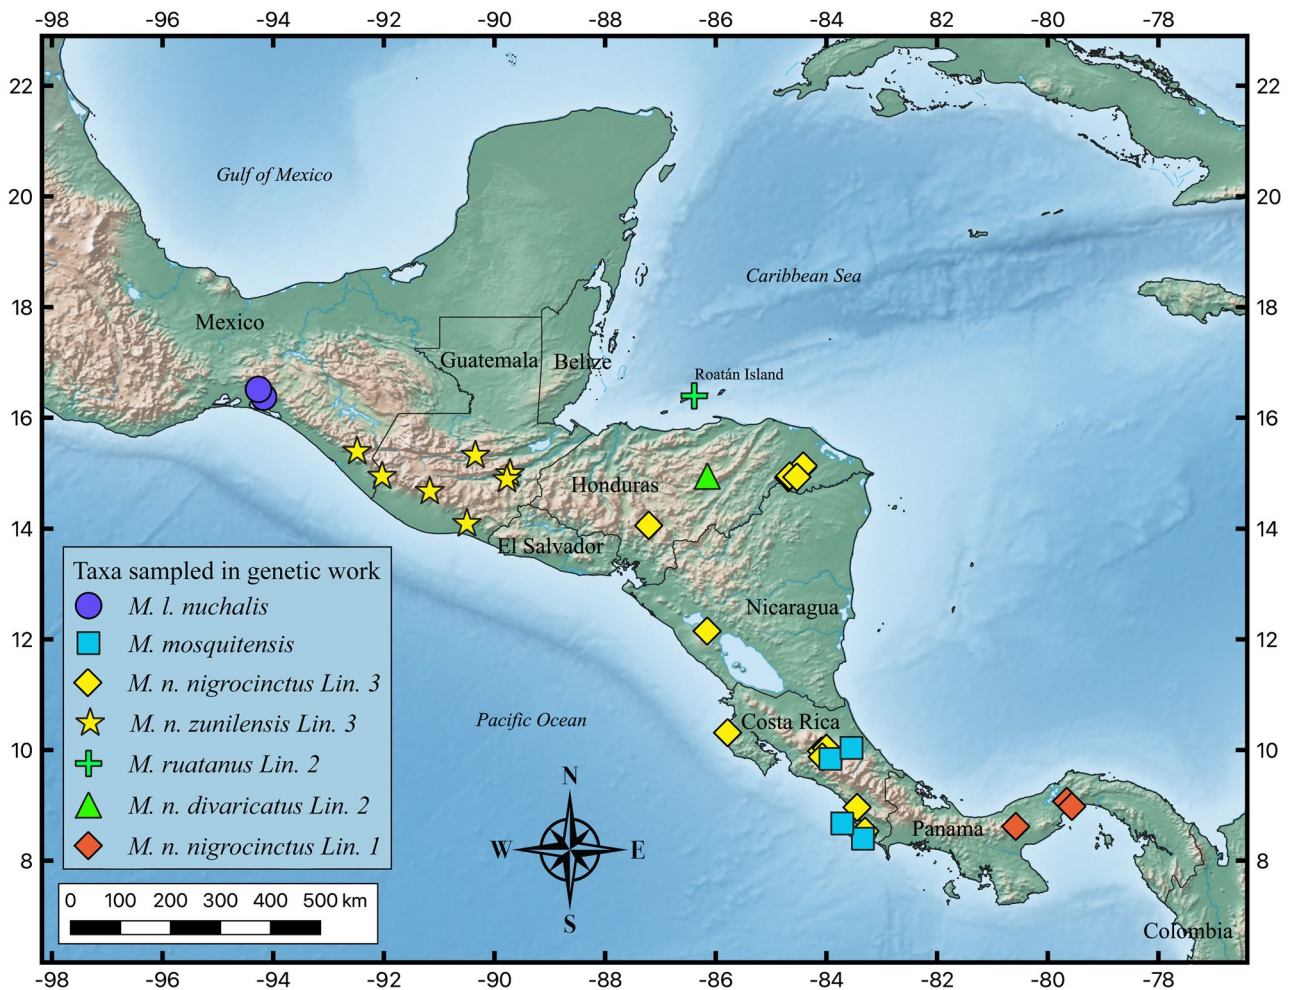 -98 -96 -94 -92 -90 -88 -86 -84 -82 -80 -78
22 22
Gulf of Mexico
20 20
Caribbean Sea
18 18
Mexico
Guatemala Belize
Roatán Island
16 16
Honduras
14 14
El Salvador
Taxa sampled in genetic work
M. l. nuchalis
Nicaragua
12 12
M. mosquitensis
M. n. nigrocinctus Lin. 3
M. n. zunilensis Lin. 3
Pacific Ocean
Costa Rica
10 10
M. ruatanus Lin. 2
M. n. divaricatus Lin. 2
M. n. nigrocinctus Lin. 1
N
W E
S
Panama
8 8
0 100 200 300 400 500 km
Colombia
-98 -96 -94 -92 -90 -88 -86 -84 -82 -80 -78